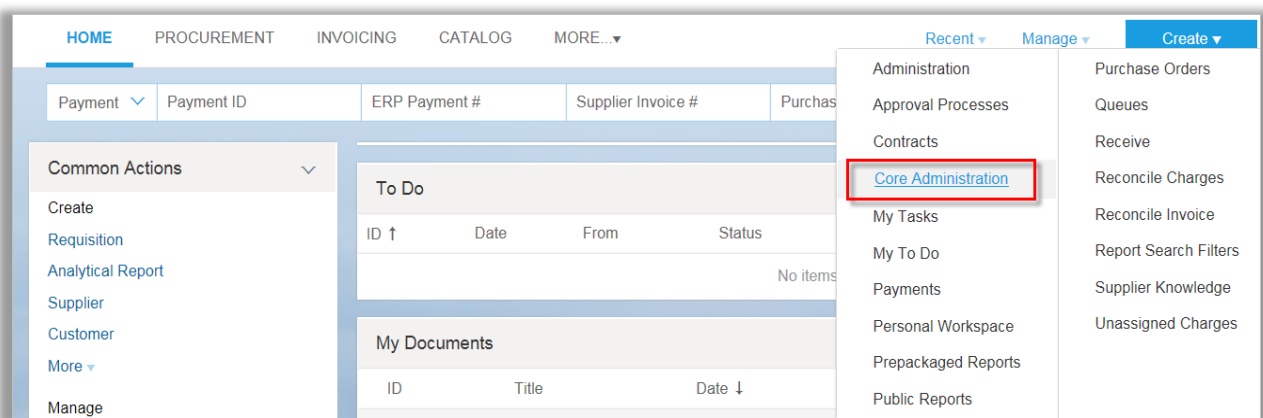 HOME PROCUREMENT INVOICING CATALOG MORE...▾ Recent ▾ Manage ▾ Create ▾
Payment Payment ID ERP Payment # Supplier Invoice # Purchas
Common Actions
Create
Requisition
Analytical Report
Supplier
Customer
More ▾
Manage
To Do
ID ↑ Date From Status
No items
My Documents
ID Title Date ↓
Administration
Approval Processes
Contracts
Core Administration
My Tasks
My To Do
Payments
Personal Workspace
Prepackaged Reports
Public Reports
Purchase Orders
Queues
Receive
Reconcile Charges
Reconcile Invoice
Report Search Filters
Supplier Knowledge
Unassigned Charges